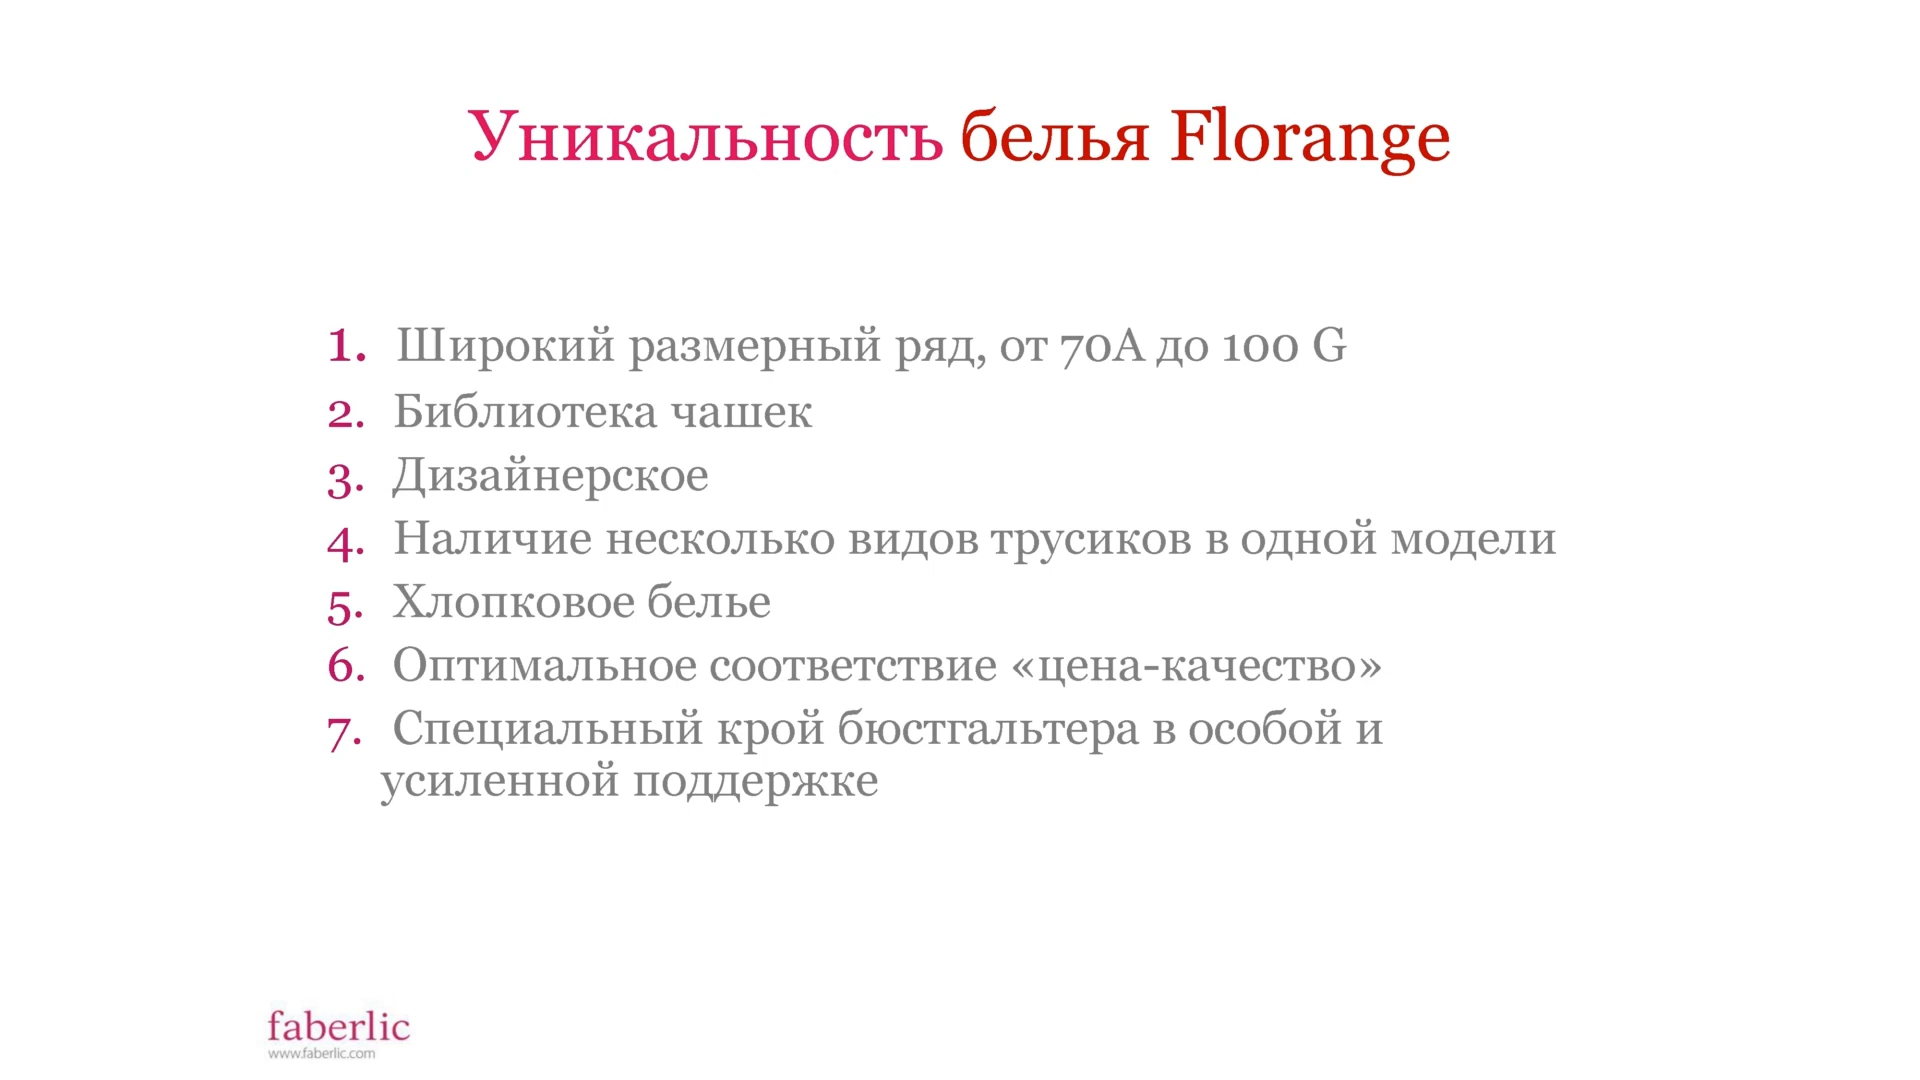 Уникальность белья Florange
1. Широкий размерный ряд, от 70А до 100 G
2. Библиотека чашек
3. Дизайнерское
4. Наличие несколько видов трусиков в одной модели
5. Хлопковое белье
6. Оптимальное соответствие «цена-качество»
7. Специальный крой бюстгальтера в особой и
усиленной поддержке
faberlic
www.faberlic.com